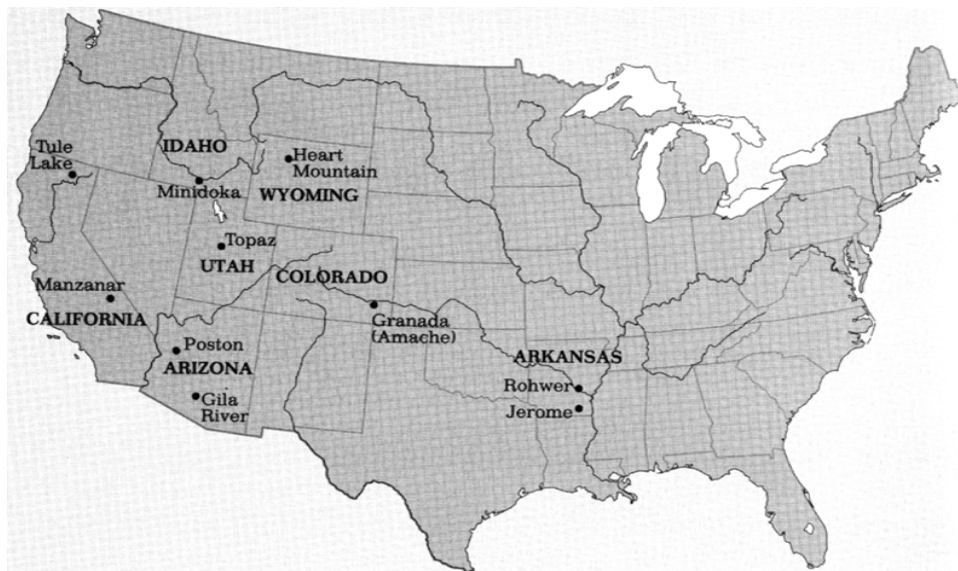 Tule
Lake
IDAHO
Minidoka
Heart
Mountain
WYOMING
Topaz
UTAH
COLORADO
Manzanar
CALIFORNIA
Granada
(Amache)
Poston
ARIZONA
Gila
River
ARKANSAS
Rohwer
Jerome